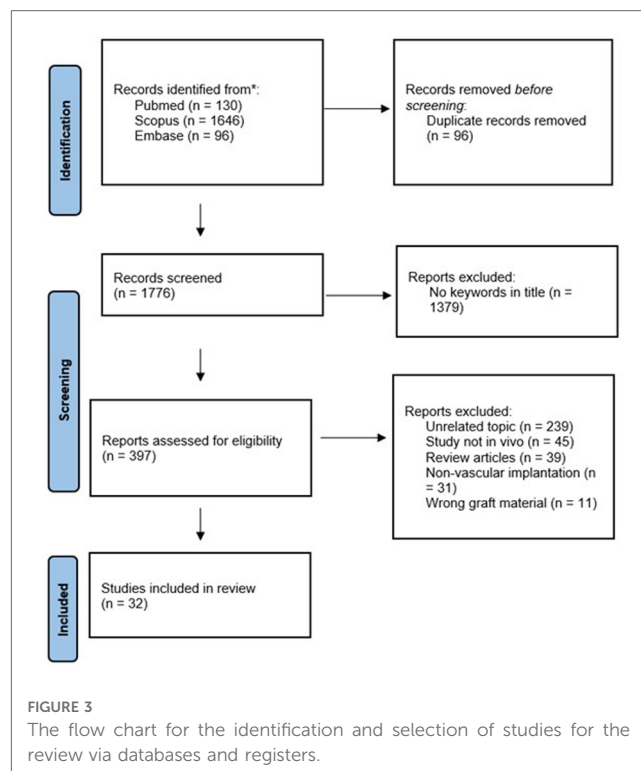 Identification
Records identified from*:
Pubmed (n = 130)
Scopus (n = 1646)
Embase (n = 96)
Records removed before
screening:
Duplicate records removed
(n = 96)
Screening
Records screened
(n = 1776)
Reports excluded:
No keywords in title (n =
1379)
Reports assessed for eligibility
(n = 397)
Reports excluded:
Unrelated topic (n = 239)
Study not in vivo (n = 45)
Review articles (n = 39)
Non-vascular implantation (n
= 31)
Wrong graft material (n = 11)
Included
Studies included in review
(n = 32)
FIGURE 3
The flow chart for the identification and selection of studies for the
review via databases and registers.